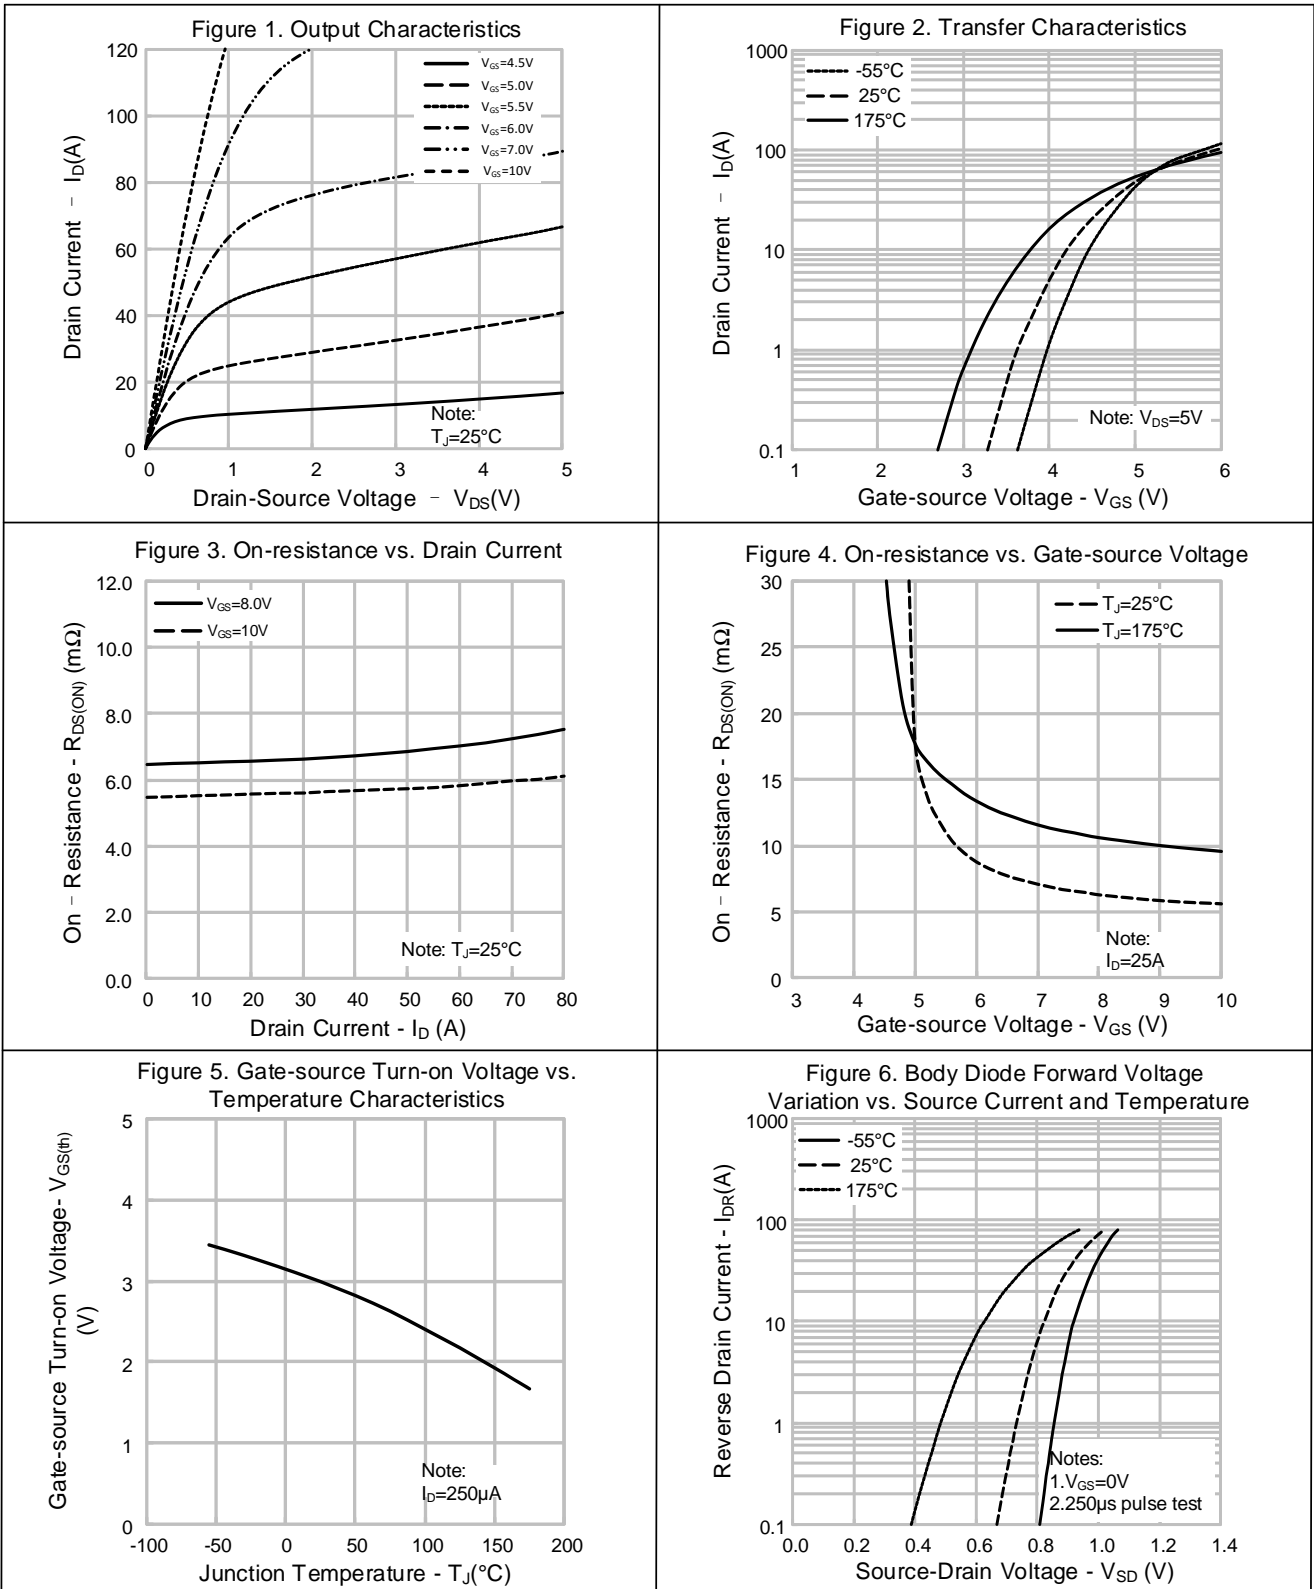 Figure 1. Output Characteristics
120
100
80
60
40
20
0
Drain Current – I_D(A)
V_GS=4.5V
V_GS=5.0V
V_GS=5.5V
V_GS=6.0V
V_GS=7.0V
V_GS=10V
Note:
T_J=25°C
0 1 2 3 4 5
Drain-Source Voltage – V_DS(V)
Figure 2. Transfer Characteristics
1000
100
10
1
0.1
Drain Current – I_D(A)
-55°C
25°C
175°C
Note: V_DS=5V
1 2 3 4 5 6
Gate-source Voltage - V_GS (V)
Figure 3. On-resistance vs. Drain Current
12.0
10.0
8.0
6.0
4.0
2.0
0.0
On – Resistance - R_DS(ON) (mΩ)
V_GS=8.0V
V_GS=10V
Note: T_J=25°C
0 10 20 30 40 50 60 70 80
Drain Current - I_D (A)
Figure 4. On-resistance vs. Gate-source Voltage
30
25
20
15
10
5
0
On – Resistance - R_DS(ON) (mΩ)
T_J=25°C
T_J=175°C
Note:
I_D=25A
3 4 5 6 7 8 9 10
Gate-source Voltage - V_GS (V)
Figure 5. Gate-source Turn-on Voltage vs.
Temperature Characteristics
5
4
3
2
1
0
Gate-source Turn-on Voltage- V_GS(th)
(V)
Note:
I_D=250µA
-100 -50 0 50 100 150 200
Junction Temperature - T_J(°C)
Figure 6. Body Diode Forward Voltage
Variation vs. Source Current and Temperature
1000
100
10
1
0.1
Reverse Drain Current - I_DR(A)
-55°C
25°C
175°C
Notes:
1.V_GS=0V
2.250µs pulse test
0.0 0.2 0.4 0.6 0.8 1.0 1.2 1.4
Source-Drain Voltage - V_SD (V)